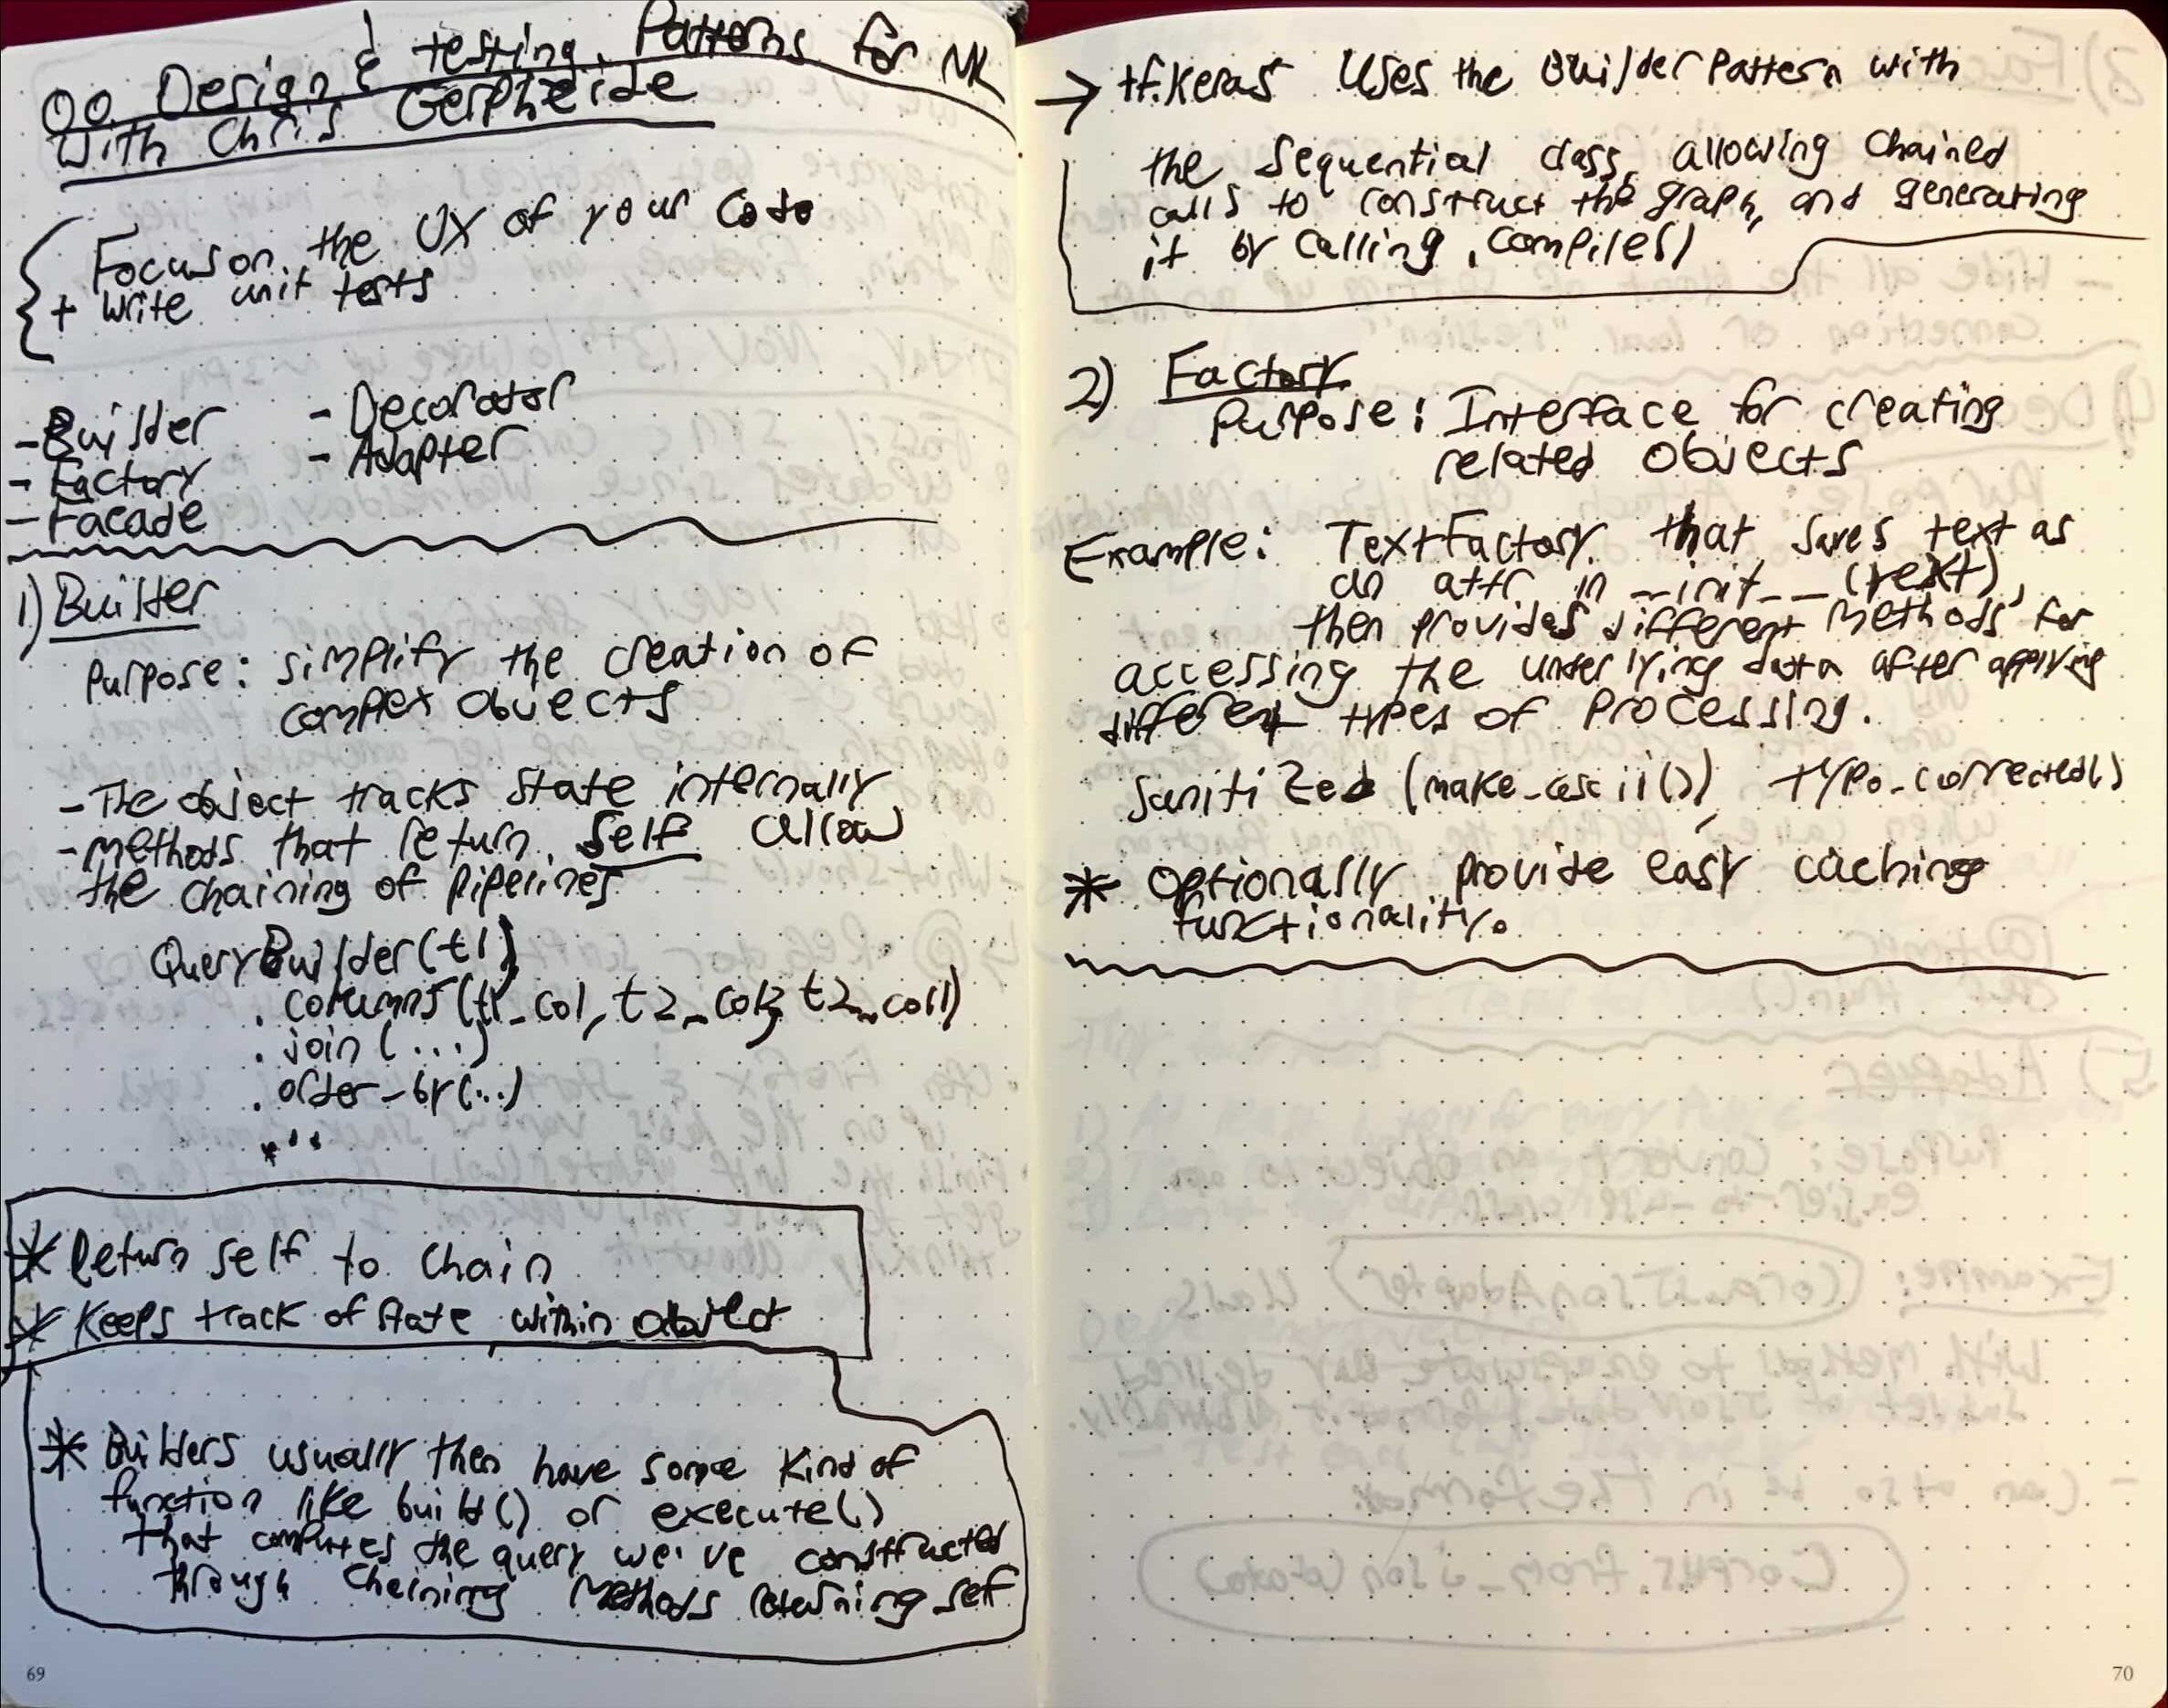 OO Design & testing Patterns for ML
with Chris Gerpheide
Focus on the UX of your code
+ write unit tests
- Builder
- Factory
- Facade
- Decorator
- Adapter
1) Builder
Purpose: simplify the creation of
complex objects
- The object tracks state internally
- methods that return self allow
the chaining of pipelines
QueryBuilder(t1)
. columns(t1_col, t2_col2, t2_col1)
. join (...)
. order_by(...)
...
* Return self to chain
* Keeps track of state within object
* Builders usually then have some kind of
function like build() or execute()
that computes the query we've constructed
through chaining methods returning self
69
→ tf.keras uses the Builder Pattern with
the Sequential class, allowing chained
calls to construct the graph, and generating
it by calling .compile()
2) Factory
Purpose: Interface for creating
related objects
Example: TextFactory that saves text as
an attr in __init__(text),
then provides different methods for
accessing the underlying data after applying
different types of processing.
Sanitized (make_ascii()), typo_corrected()
* Optionally provide easy caching
functionality.
70